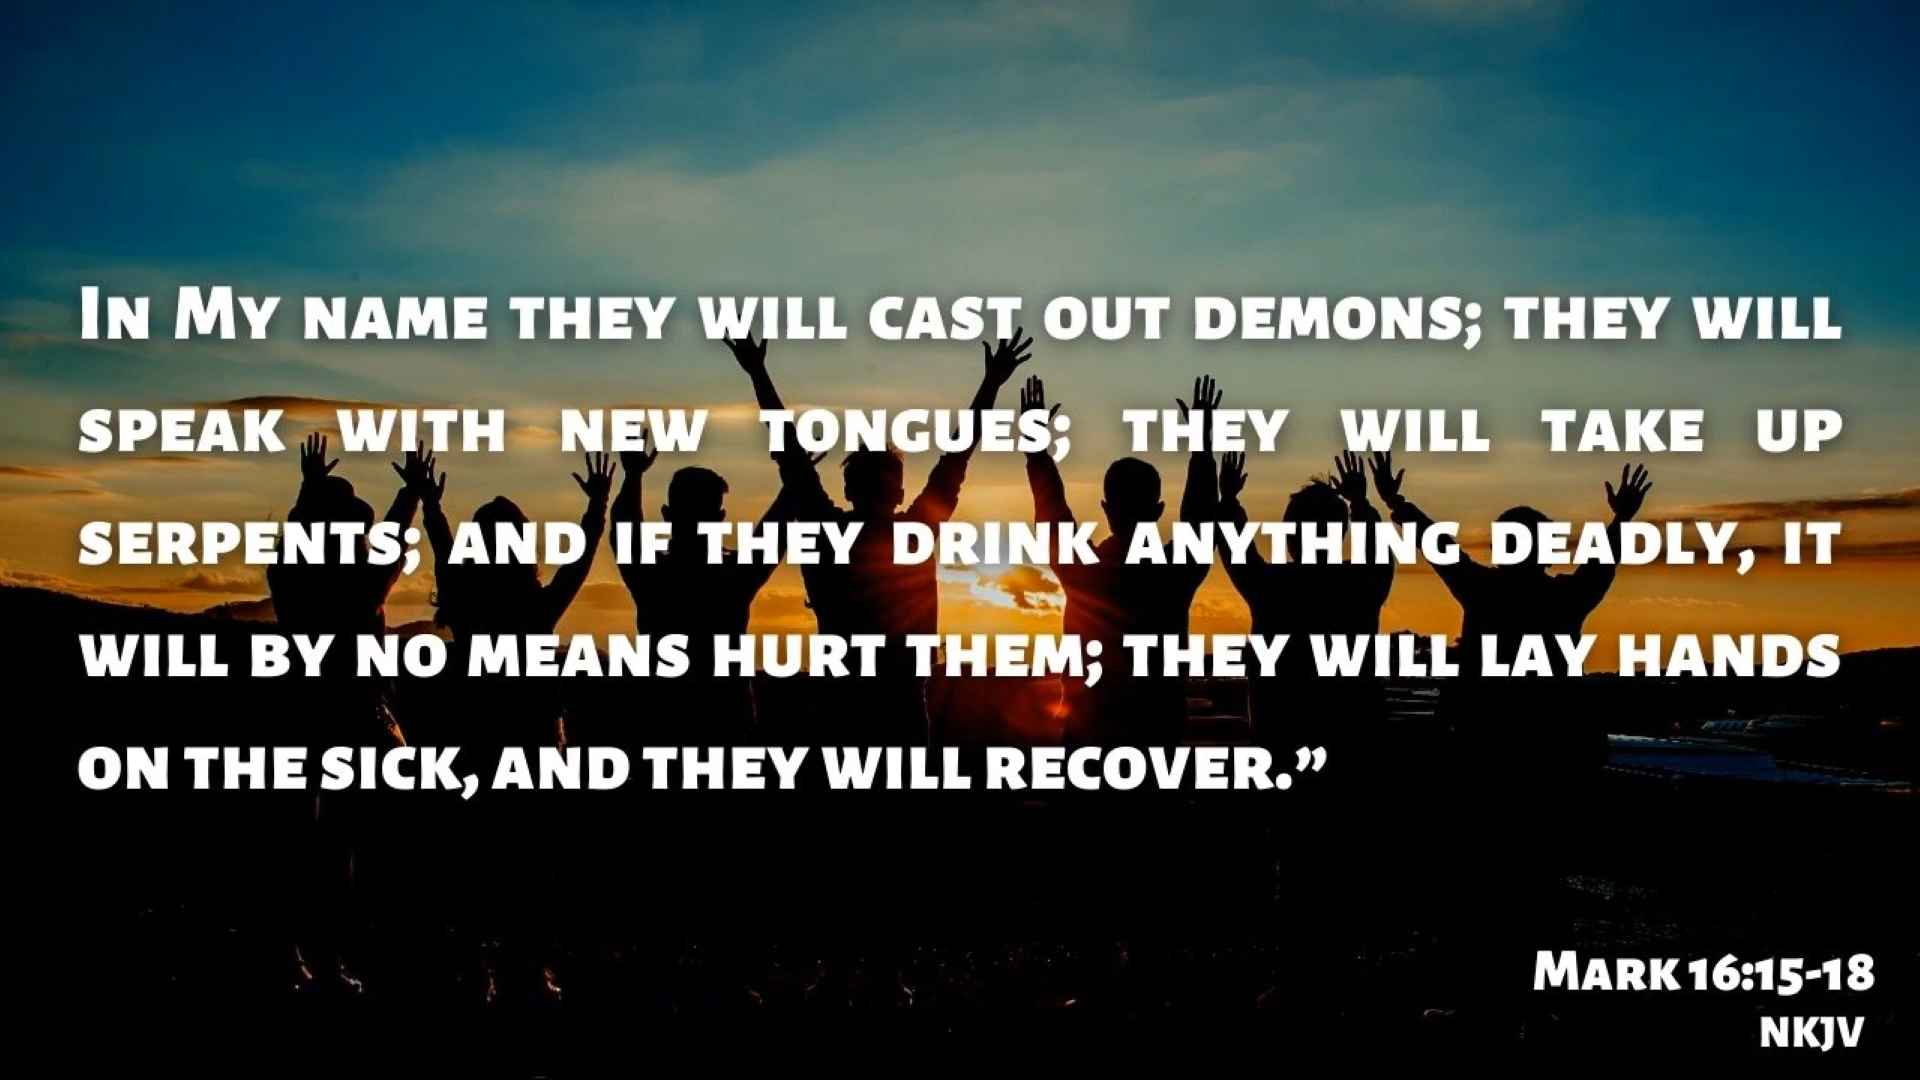 In My name they will cast out demons; they will
speak with new tongues; they will take up
serpents; and if they drink anything deadly, it
will by no means hurt them; they will lay hands
on the sick, and they will recover.”
Mark 16:15-18
NKJV